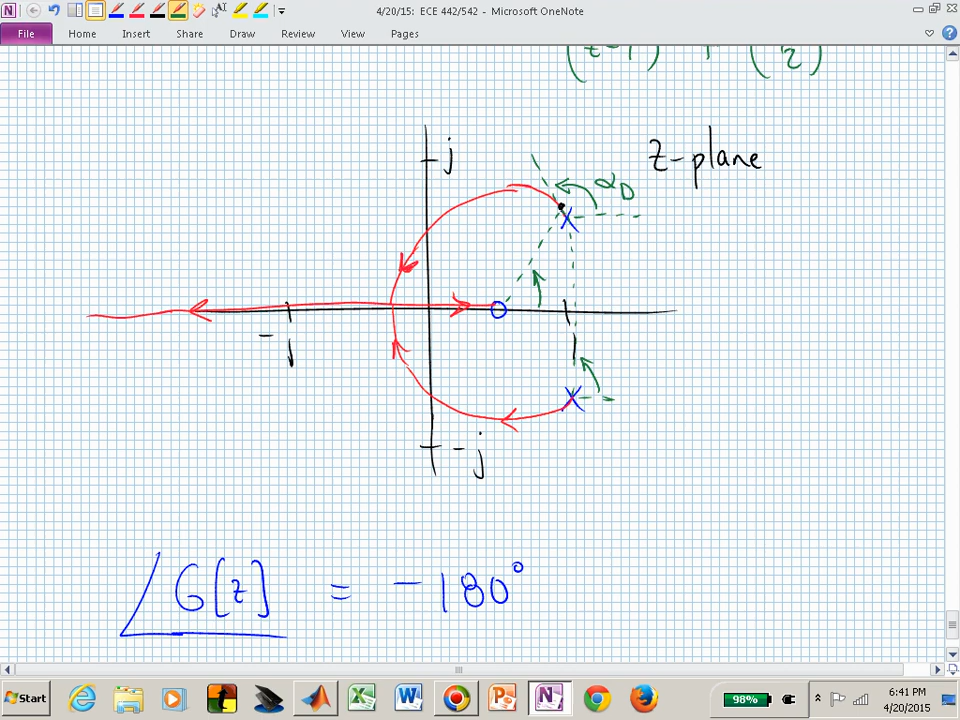 4/20/15: ECE 442/542 - Microsoft OneNote
File Home Insert Share Draw Review View Pages
j
z-plane
αD
-1
1
-j
∠G[z] = -180°
Start
98%
6:41 PM
4/20/2015